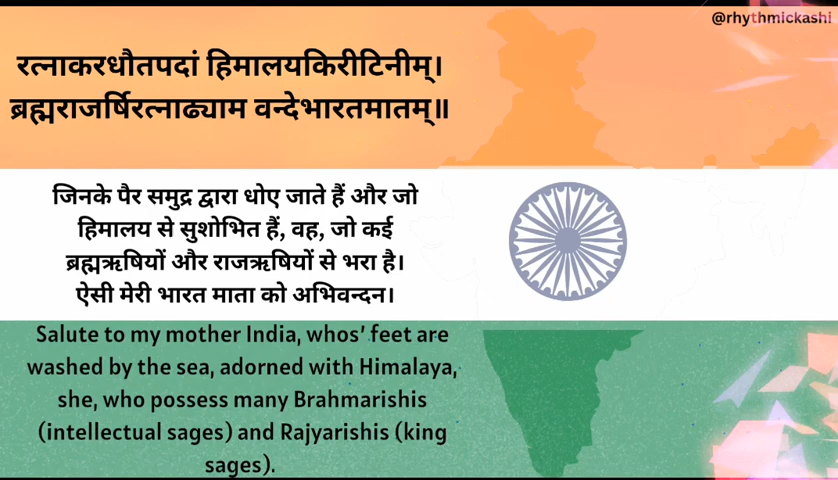 @rhythmickashi
रत्नाकरधौतपदां हिमालयकिरीटिनीम्।
ब्रह्मराजर्षिरत्नाढ्याम वन्देभारतमातम्॥
जिनके पैर समुद्र द्वारा धोए जाते हैं और जो
हिमालय से सुशोभित हैं, वह, जो कई
ब्रह्मऋषियों और राजऋषियों से भरा है।
ऐसी मेरी भारत माता को अभिवन्दन।
Salute to my mother India, whos’ feet are
washed by the sea, adorned with Himalaya,
she, who possess many Brahmarishis
(intellectual sages) and Rajyarishis (king
sages).